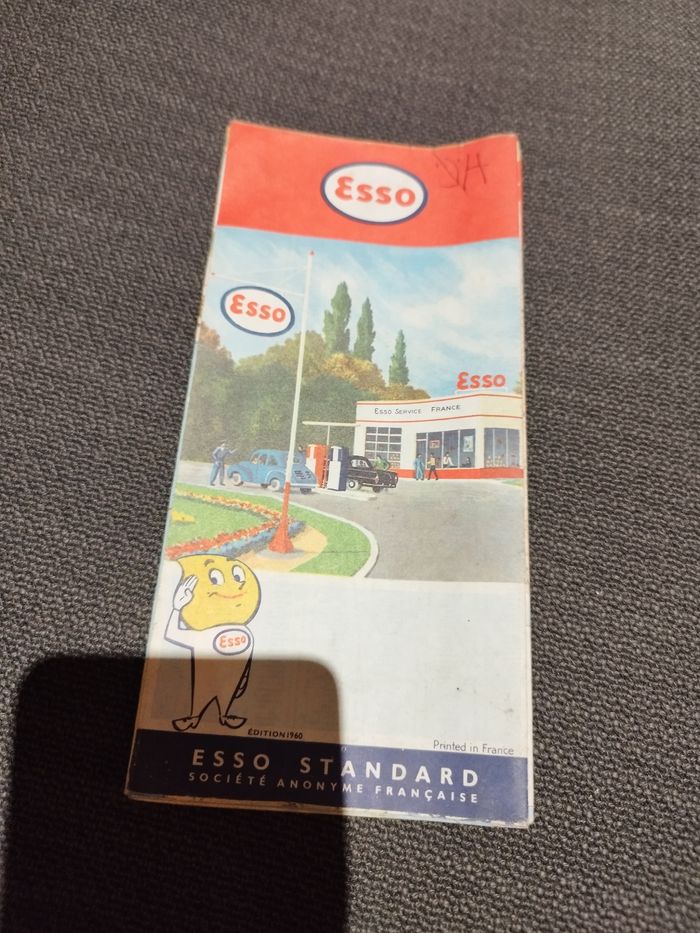 Esso
Esso
Esso
ESSO SERVICE FRANCE
Esso
ÉDITION 1960
Printed in France
ESSO STANDARD
SOCIÉTÉ ANONYME FRANÇAISE